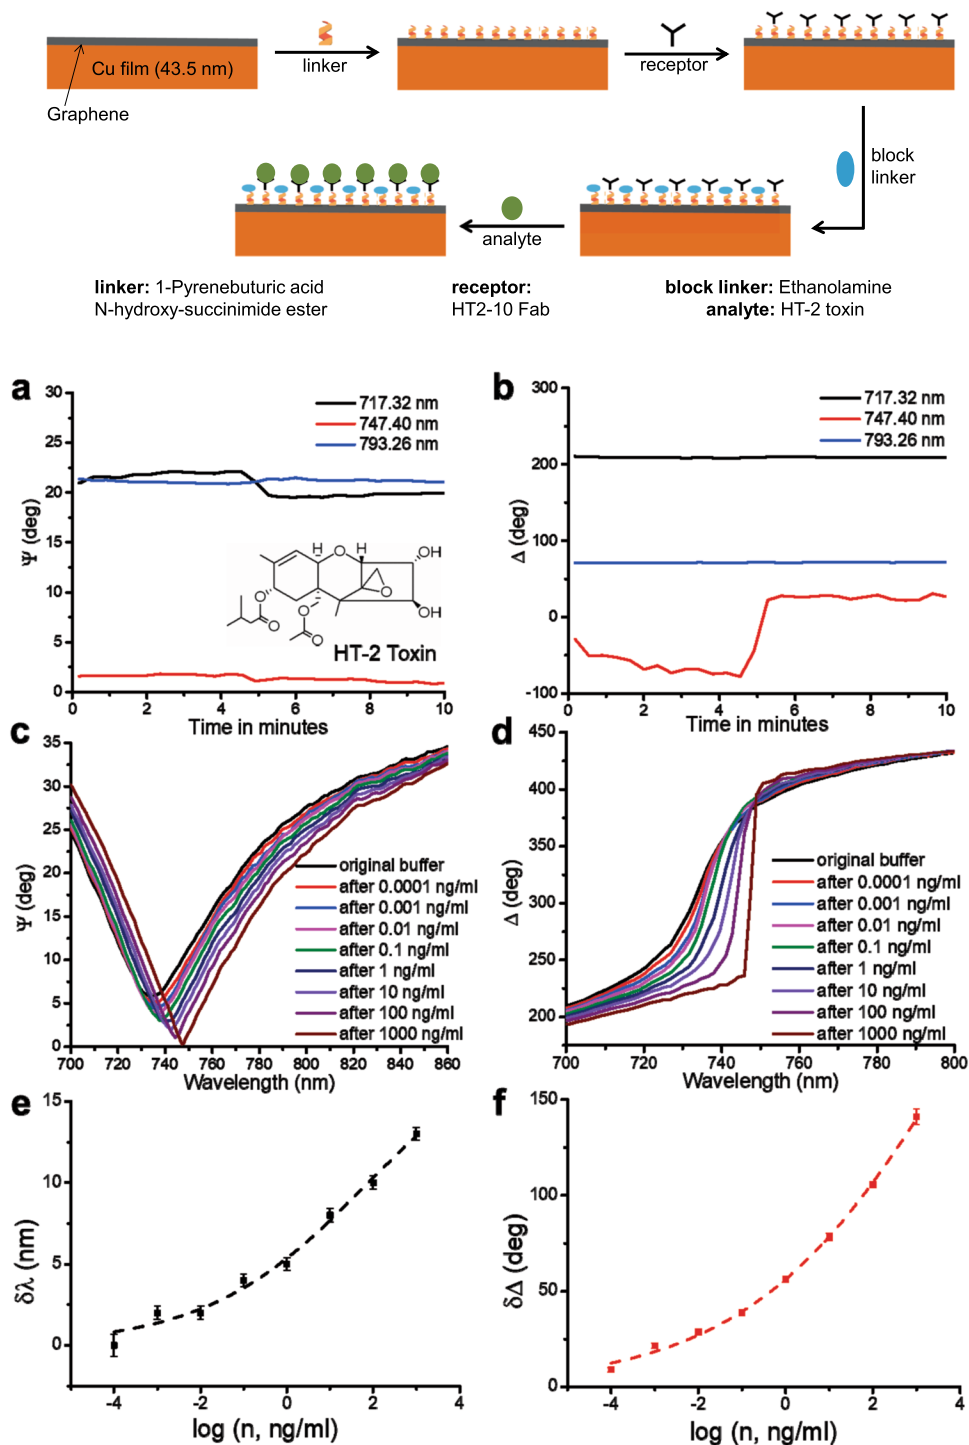 Cu film (43.5 nm)
Graphene
linker
receptor
block
linker
analyte
linker: 1-Pyrenebuturic acid
N-hydroxy-succinimide ester
receptor:
HT2-10 Fab
block linker: Ethanolamine
analyte: HT-2 toxin
a
30
25
20
15
10
5
0
Ψ (deg)
717.32 nm
747.40 nm
793.26 nm
H
O
H
OH
O
O
O
O
O
OH
HT-2 Toxin
0 2 4 6 8 10
Time in minutes
b
300
200
100
0
-100
Δ (deg)
717.32 nm
747.40 nm
793.26 nm
0 2 4 6 8 10
Time in minutes
c
35
30
25
20
15
10
5
0
Ψ (deg)
original buffer
after 0.0001 ng/ml
after 0.001 ng/ml
after 0.01 ng/ml
after 0.1 ng/ml
after 1 ng/ml
after 10 ng/ml
after 100 ng/ml
after 1000 ng/ml
700 720 740 760 780 800 820 840 860
Wavelength (nm)
d
450
400
350
300
250
200
Δ (deg)
original buffer
after 0.0001 ng/ml
after 0.001 ng/ml
after 0.01 ng/ml
after 0.1 ng/ml
after 1 ng/ml
after 10 ng/ml
after 100 ng/ml
after 1000 ng/ml
700 720 740 760 780 800
Wavelength (nm)
e
15
10
5
0
δλ (nm)
-4 -2 0 2 4
log (n, ng/ml)
f
150
100
50
0
δΔ (deg)
-4 -2 0 2 4
log (n, ng/ml)